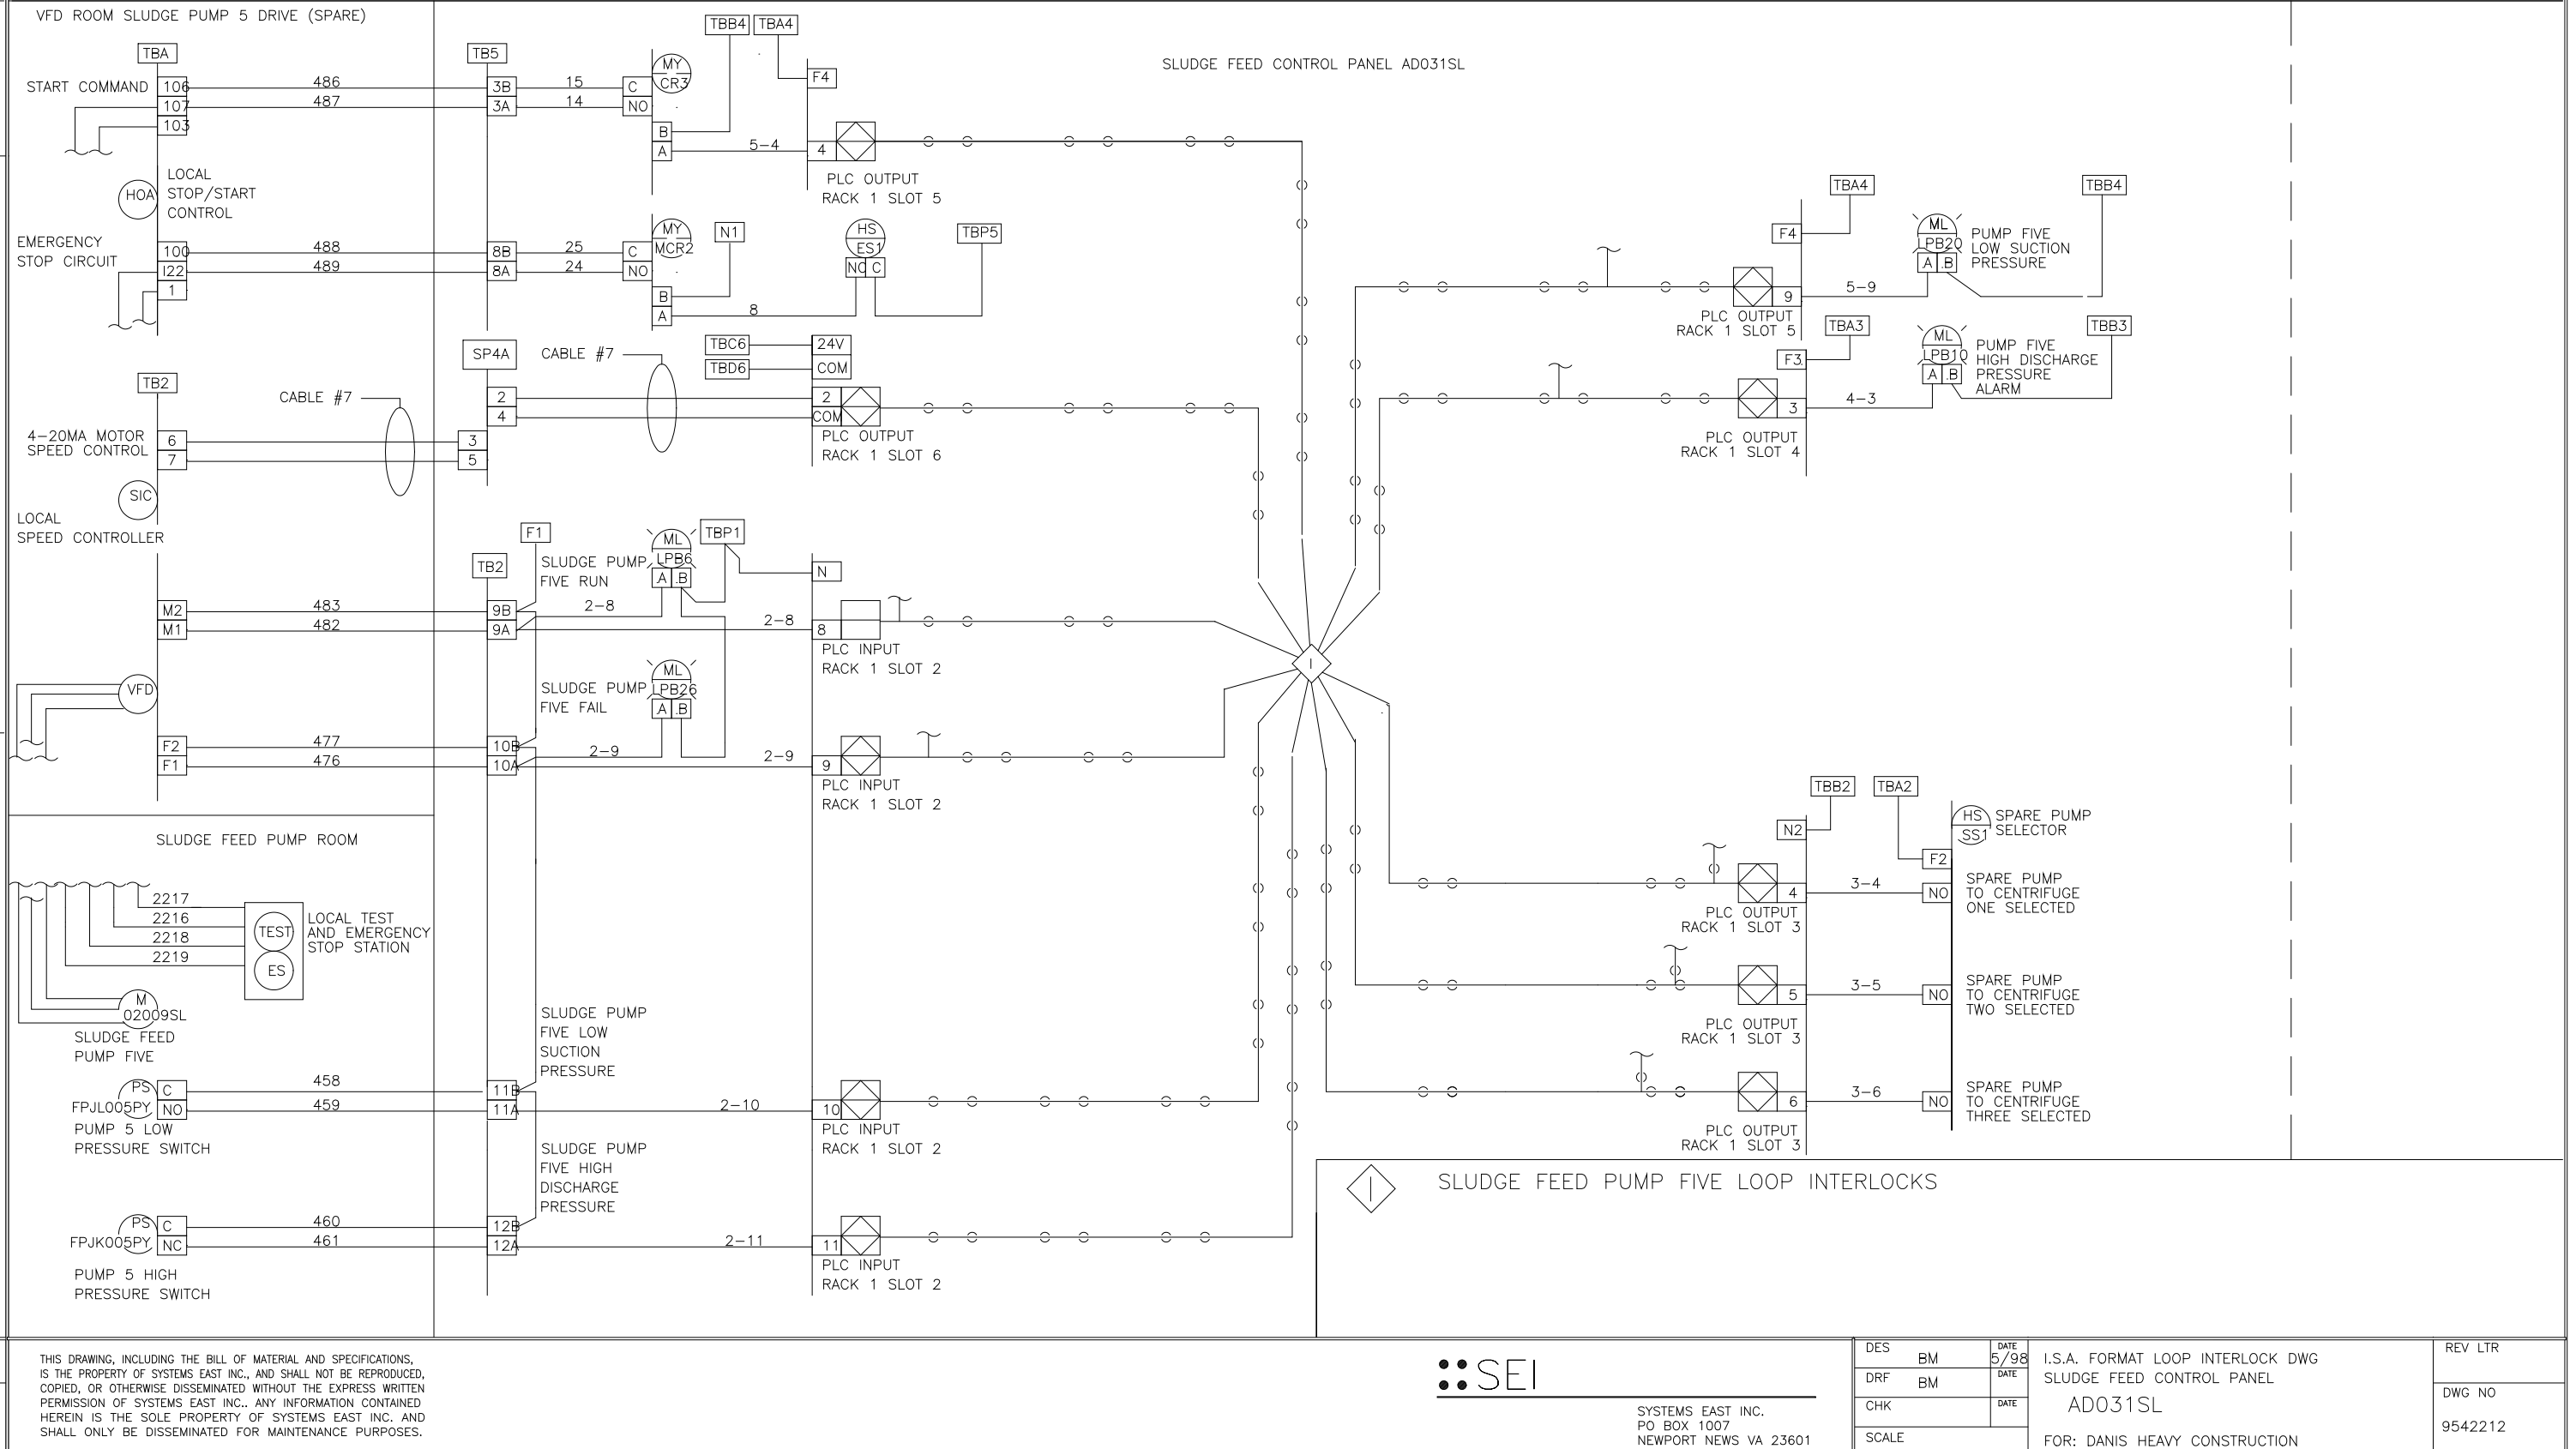 VFD ROOM SLUDGE PUMP 5 DRIVE (SPARE)
TBA
START COMMAND
106
107
103
486
487
HOA
LOCAL
STOP/START
CONTROL
EMERGENCY
STOP CIRCUIT
100
122
1
488
489
TB2
CABLE #7
4-20MA MOTOR
SPEED CONTROL
6
7
SIC
LOCAL
SPEED CONTROLLER
M2
M1
483
482
VFD
F2
F1
477
476
TB5
3B
3A
15
14
C
NO
MY
CR3
B
A
TBB4
TBA4
F4
5-4
4
PLC OUTPUT
RACK 1 SLOT 5
8B
8A
25
24
C
NO
MY
MCR2
B
A
N1
8
HS
ES1
NC
C
TBP5
SP4A
CABLE #7
2
4
3
5
TBC6
TBD6
24V
COM
2
COM
PLC OUTPUT
RACK 1 SLOT 6
F1
TB2
SLUDGE PUMP
FIVE RUN
ML
LPB6
A
B
TBP1
N
9B
9A
2-8
2-8
8
PLC INPUT
RACK 1 SLOT 2
SLUDGE PUMP
FIVE FAIL
ML
LPB26
A
B
10B
10A
2-9
2-9
9
PLC INPUT
RACK 1 SLOT 2
SLUDGE FEED PUMP ROOM
2217
2216
2218
2219
TEST
ES
LOCAL TEST
AND EMERGENCY
STOP STATION
M
02009SL
SLUDGE FEED
PUMP FIVE
PS
FPJL005PY
C
NO
PUMP 5 LOW
PRESSURE SWITCH
458
459
SLUDGE PUMP
FIVE LOW
SUCTION
PRESSURE
11B
11A
2-10
10
PLC INPUT
RACK 1 SLOT 2
SLUDGE PUMP
FIVE HIGH
DISCHARGE
PRESSURE
PS
FPJK005PY
C
NC
PUMP 5 HIGH
PRESSURE SWITCH
460
461
12B
12A
2-11
11
PLC INPUT
RACK 1 SLOT 2
SLUDGE FEED CONTROL PANEL AD031SL
I
TBA4
F4
9
PLC OUTPUT
RACK 1 SLOT 5
5-9
ML
LPB20
A
B
PUMP FIVE
LOW SUCTION
PRESSURE
TBB4
TBA3
F3
3
PLC OUTPUT
RACK 1 SLOT 4
4-3
ML
LPB10
A
B
PUMP FIVE
HIGH DISCHARGE
PRESSURE
ALARM
TBB3
TBB2
TBA2
N2
HS
SS1
SPARE PUMP
SELECTOR
F2
4
PLC OUTPUT
RACK 1 SLOT 3
3-4
NO
SPARE PUMP
TO CENTRIFUGE
ONE SELECTED
5
PLC OUTPUT
RACK 1 SLOT 3
3-5
NO
SPARE PUMP
TO CENTRIFUGE
TWO SELECTED
6
PLC OUTPUT
RACK 1 SLOT 3
3-6
NO
SPARE PUMP
TO CENTRIFUGE
THREE SELECTED
I
SLUDGE FEED PUMP FIVE LOOP INTERLOCKS
THIS DRAWING, INCLUDING THE BILL OF MATERIAL AND SPECIFICATIONS,
IS THE PROPERTY OF SYSTEMS EAST INC., AND SHALL NOT BE REPRODUCED,
COPIED, OR OTHERWISE DISSEMINATED WITHOUT THE EXPRESS WRITTEN
PERMISSION OF SYSTEMS EAST INC.. ANY INFORMATION CONTAINED
HEREIN IS THE SOLE PROPERTY OF SYSTEMS EAST INC. AND
SHALL ONLY BE DISSEMINATED FOR MAINTENANCE PURPOSES.
SEI
SYSTEMS EAST INC.
PO BOX 1007
NEWPORT NEWS VA 23601
DES
BM
DATE
5/98
DRF
BM
DATE
CHK
DATE
SCALE
I.S.A. FORMAT LOOP INTERLOCK DWG
SLUDGE FEED CONTROL PANEL
AD031SL
FOR: DANIS HEAVY CONSTRUCTION
REV LTR
DWG NO
9542212